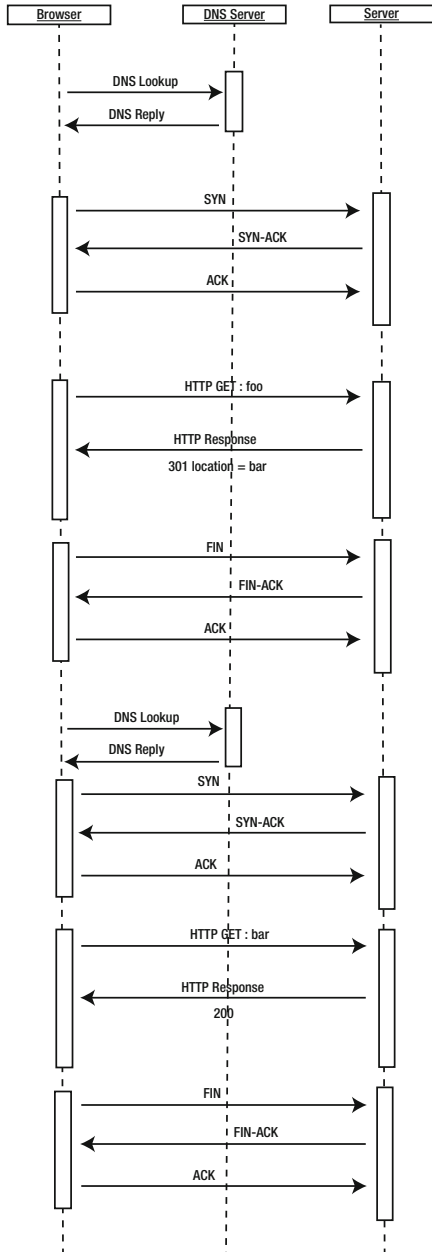 Browser
DNS Server
Server
DNS Lookup
DNS Reply
SYN
SYN-ACK
ACK
HTTP GET : foo
HTTP Response
301 location = bar
FIN
FIN-ACK
ACK
DNS Lookup
DNS Reply
SYN
SYN-ACK
ACK
HTTP GET : bar
HTTP Response
200
FIN
FIN-ACK
ACK